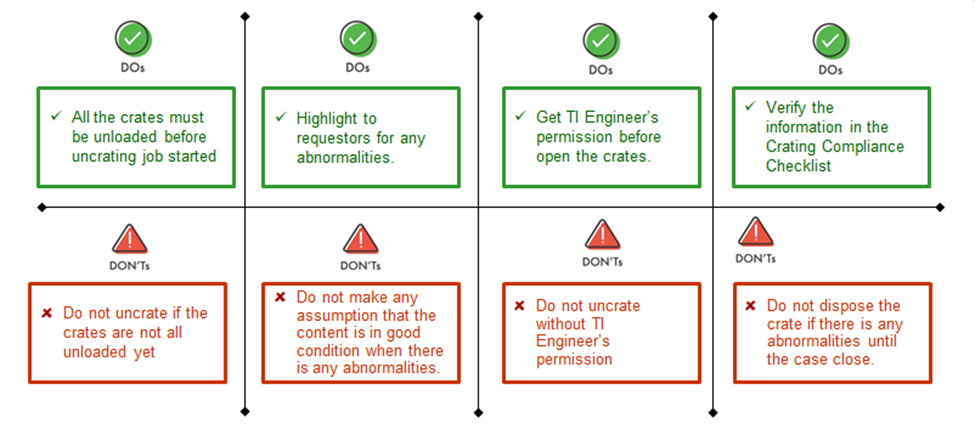 DOs
All the crates must
be unloaded before
uncrating job started
DOs
Highlight to
requestors for any
abnormalities.
DOs
Get TI Engineer's
permission before
open the crates.
DOs
Verify the
information in the
Crating Compliance
Checklist
DON'Ts
Do not uncrate if the
crates are not all
unloaded yet
DON'Ts
Do not make any
assumption that the
content is in good
condition when there
is any abnormalities.
DON'Ts
Do not uncrate
without TI
Engineer's
permission
DON'Ts
Do not dispose the
crate if there is any
abnormalities until
the case close.